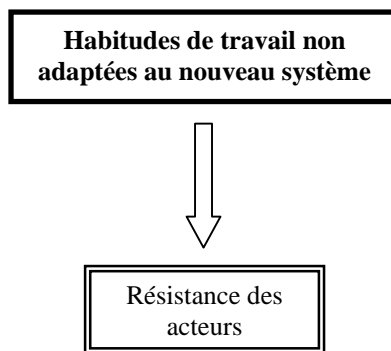 Habitudes de travail non
adaptées au nouveau système
Résistance des
acteurs